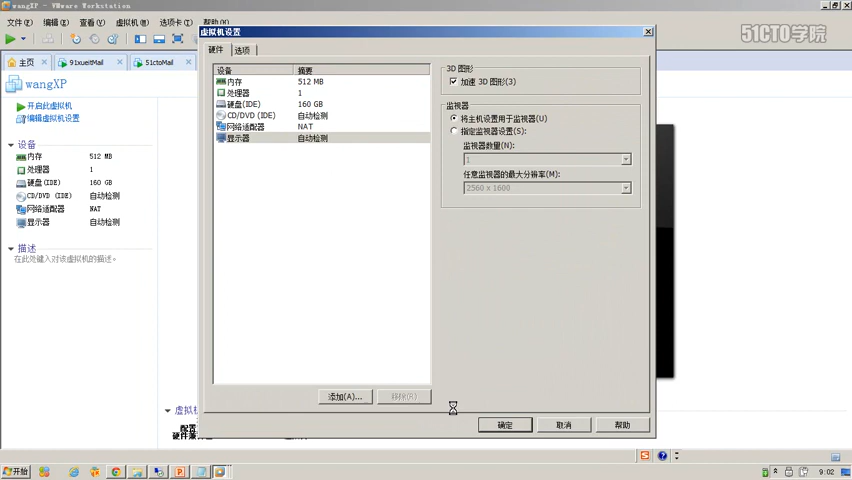 wangXP - VMware Workstation
文件(F) 编辑(E) 查看(V) 虚拟机(M) 选项卡(T) 帮助(H)
51CTO学院
主页 91xueitMail 51ctoMail
wangXP
开启此虚拟机
编辑虚拟机设置
设备
内存 512 MB
处理器 1
硬盘(IDE) 160 GB
CD/DVD (IDE) 自动检测
网络适配器 NAT
显示器 自动检测
描述
在此处键入对该虚拟机的描述。
虚拟机设置
硬件 选项
设备 摘要
内存 512 MB
处理器 1
硬盘(IDE) 160 GB
CD/DVD (IDE) 自动检测
网络适配器 NAT
显示器 自动检测
添加(A)... 移除(R)
3D 图形
加速 3D 图形(3)
监视器
将主机设置用于监视器(U)
指定监视器设置(S):
监视器数量(N):
1
任意监视器的最大分辨率(M):
2560 x 1600
确定 取消 帮助
开始
9:02